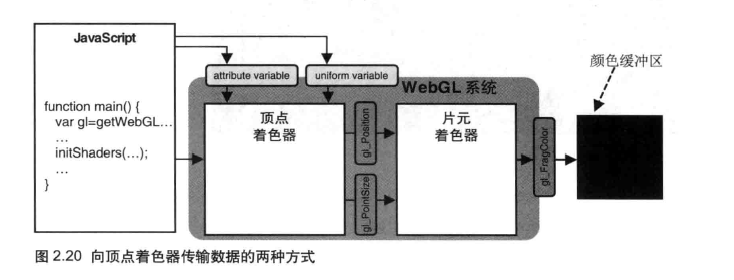 JavaScript
颜色缓冲区
attribute variable
uniform variable
WebGL 系统
function main() {
var gl=getWebGL…
…
initShaders(…);
…
}
顶点
着色器
gl_Position
gl_PointSize
片元
着色器
gl_FragColor
图 2.20 向顶点着色器传输数据的两种方式